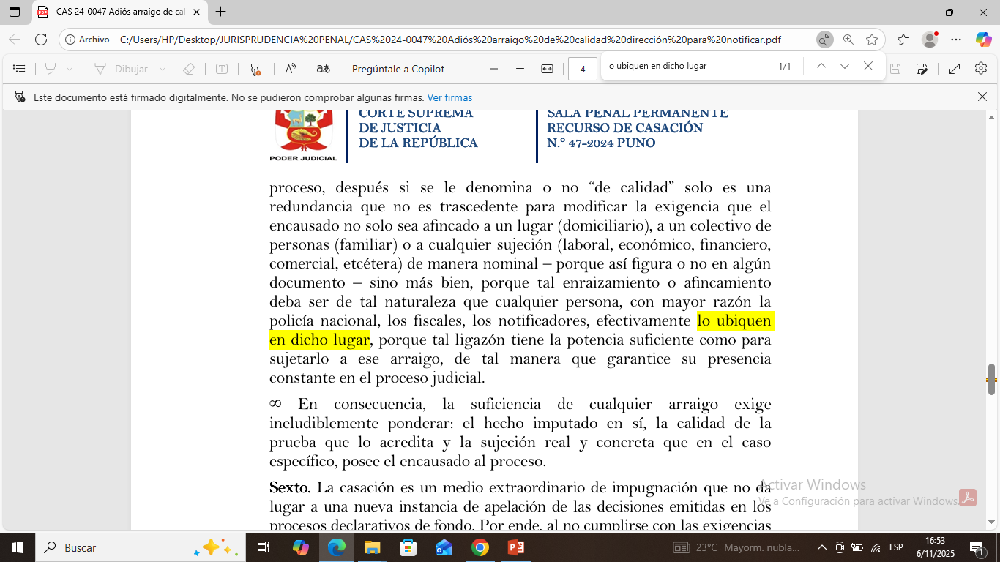 CAS 24-0047 Adiós arraigo de cal
Archivo C:/Users/HP/Desktop/JURISPRUDENCIA%20PENAL/CAS%2024-0047%20Adiós%20arraigo%20de%20calidad%20dirección%20para%20notificar.pdf
Dibujar
aあ
Pregúntale a Copilot
4
lo ubiquen en dicho lugar 1/1
Este documento está firmado digitalmente. No se pudieron comprobar algunas firmas. Ver firmas
PODER JUDICIAL
CORTE SUPREMA
DE JUSTICIA
DE LA REPÚBLICA
SALA PENAL PERMANENTE
RECURSO DE CASACIÓN
N.° 47-2024 PUNO
proceso, después si se le denomina o no “de calidad” solo es una
redundancia que no es trascedente para modificar la exigencia que el
encausado no solo sea afincado a un lugar (domiciliario), a un colectivo de
personas (familiar) o a cualquier sujeción (laboral, económico, financiero,
comercial, etcétera) de manera nominal – porque así figura o no en algún
documento – sino más bien, porque tal enraizamiento o afincamiento
deba ser de tal naturaleza que cualquier persona, con mayor razón la
policía nacional, los fiscales, los notificadores, efectivamente lo ubiquen
en dicho lugar, porque tal ligazón tiene la potencia suficiente como para
sujetarlo a ese arraigo, de tal manera que garantice su presencia
constante en el proceso judicial.
∞ En consecuencia, la suficiencia de cualquier arraigo exige
ineludiblemente ponderar: el hecho imputado en sí, la calidad de la
prueba que lo acredita y la sujeción real y concreta que en el caso
específico, posee el encausado al proceso.
Sexto. La casación es un medio extraordinario de impugnación que no da
lugar a una nueva instancia de apelación de las decisiones emitidas en los
procesos declarativos de fondo. Por ende, al no cumplirse con las exigencias
Activar Windows
Ve a Configuración para activar Windows.
Buscar
23°C Mayorm. nubla...
ESP
16:53
6/11/2025
1